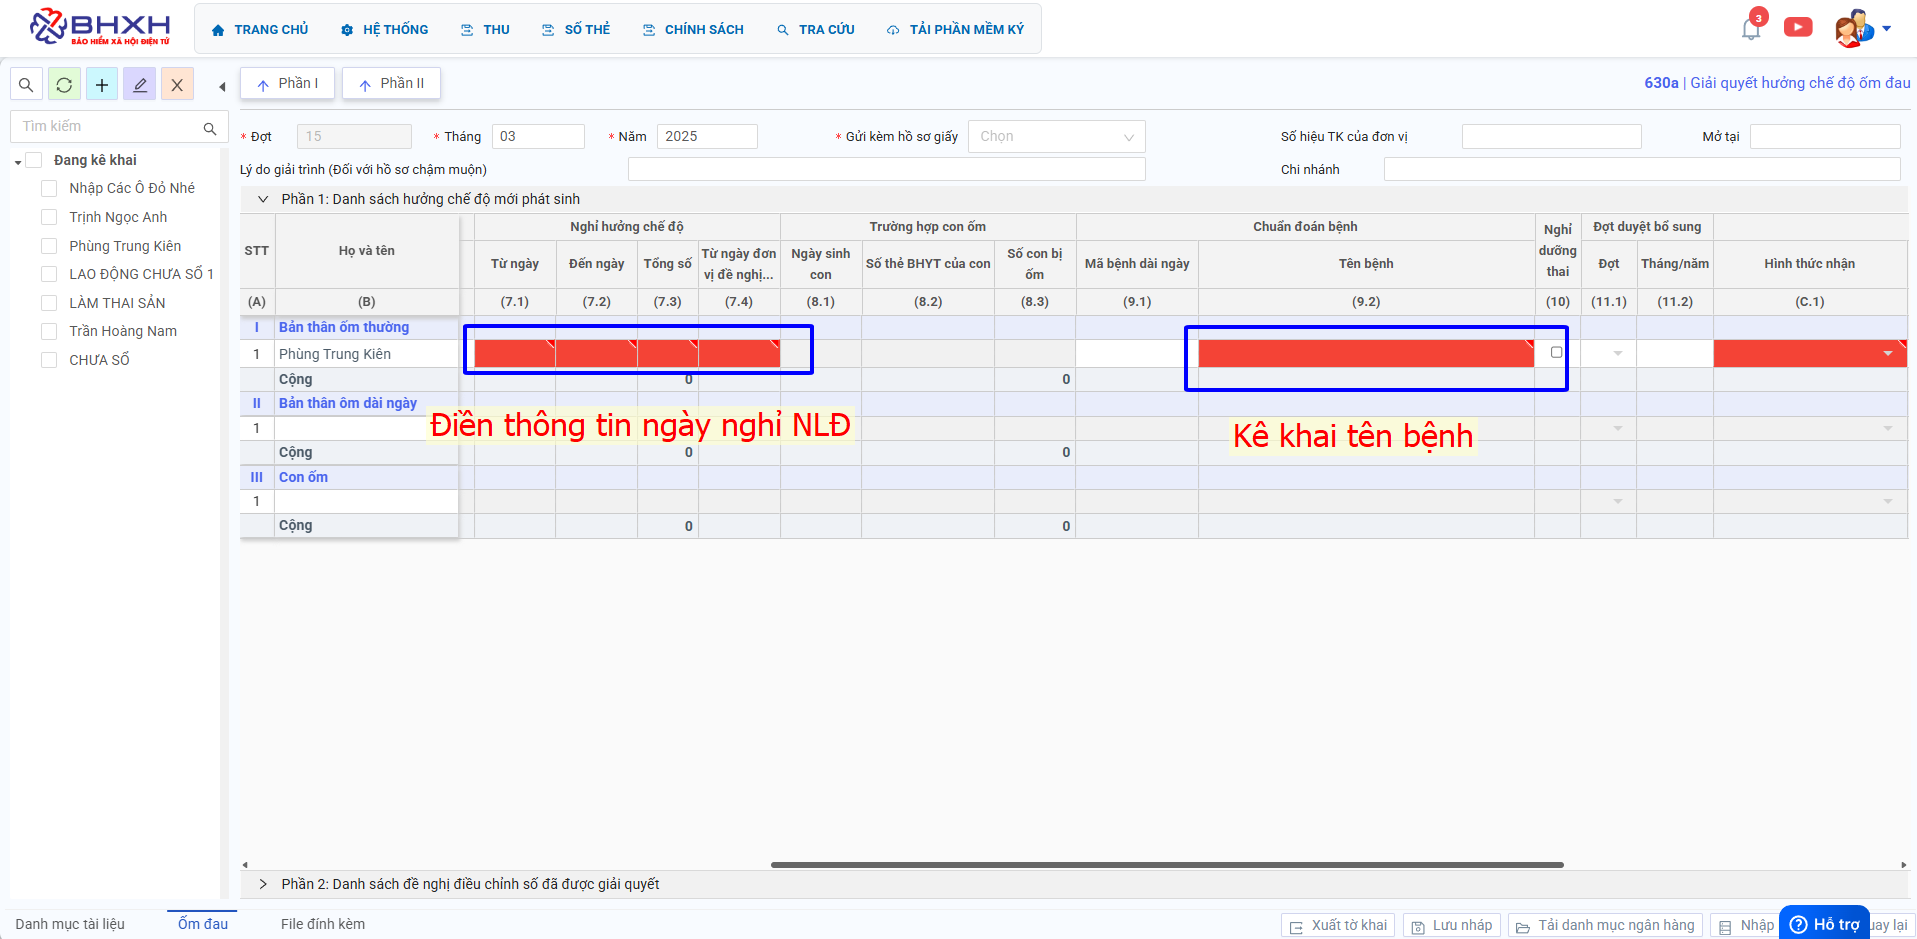 BHXH
BẢO HIỂM XÃ HỘI ĐIỆN TỬ
TRANG CHỦ HỆ THỐNG THU SỔ THẺ CHÍNH SÁCH TRA CỨU TẢI PHẦN MỀM KÝ
3
Phần I Phần II
630a | Giải quyết hưởng chế độ ốm đau
Tìm kiếm
Đang kê khai
Nhập Các Ô Đỏ Nhé
Trịnh Ngọc Anh
Phùng Trung Kiên
LAO ĐỘNG CHƯA SỔ 1
LÀM THAI SẢN
Trần Hoàng Nam
CHƯA SỔ
* Đợt 15 * Tháng 03 * Năm 2025 * Gửi kèm hồ sơ giấy Chọn Số hiệu TK của đơn vị Mở tại
Lý do giải trình (Đối với hồ sơ chậm muộn) Chi nhánh
Phần 1: Danh sách hưởng chế độ mới phát sinh
STT Họ và tên Nghỉ hưởng chế độ Trường hợp con ốm Chuẩn đoán bệnh Nghỉ dưỡng thai Đợt duyệt bổ sung
Từ ngày Đến ngày Tổng số Từ ngày đơn vị đề nghị... Ngày sinh con Số thẻ BHYT của con Số con bị ốm Mã bệnh dài ngày Tên bệnh Đợt Tháng/năm Hình thức nhận
(A) (B) (7.1) (7.2) (7.3) (7.4) (8.1) (8.2) (8.3) (9.1) (9.2) (10) (11.1) (11.2) (C.1)
I Bản thân ốm thường
1 Phùng Trung Kiên
Cộng 0 0
II Bản thân ôm dài ngày
Điền thông tin ngày nghỉ NLĐ
Kê khai tên bệnh
1
Cộng 0 0
III Con ốm
1
Cộng 0 0
Phần 2: Danh sách đề nghị điều chỉnh số đã được giải quyết
Danh mục tài liệu Ốm đau File đính kèm
Xuất tờ khai Lưu nháp Tải danh mục ngân hàng Nhập Hỗ trợ uay lại